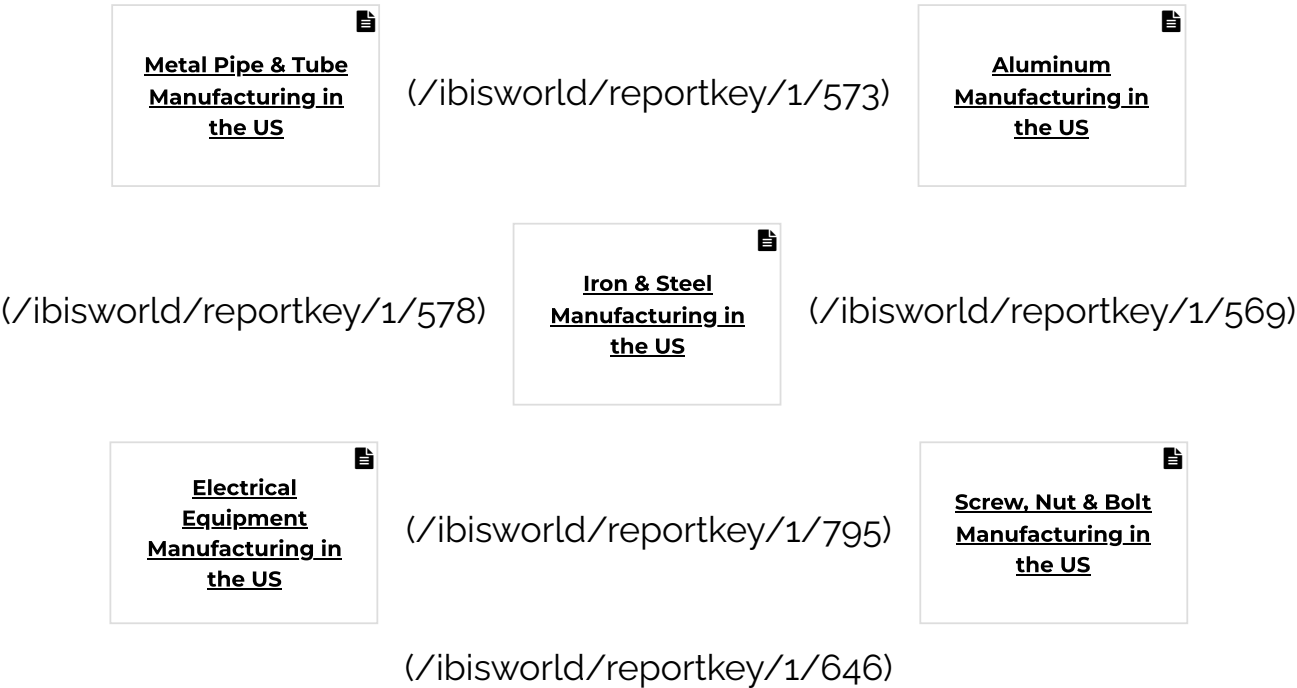 Metal Pipe & Tube
Manufacturing in
the US
(/ibisworld/reportkey/1/573)
Aluminum
Manufacturing in
the US
(/ibisworld/reportkey/1/578)
Iron & Steel
Manufacturing in
the US
(/ibisworld/reportkey/1/569)
Electrical
Equipment
Manufacturing in
the US
(/ibisworld/reportkey/1/795)
Screw, Nut & Bolt
Manufacturing in
the US
(/ibisworld/reportkey/1/646)